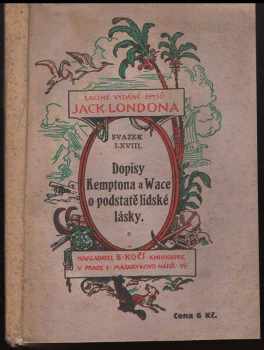 LACINÉ VYDÁNÍ SPISŮ
JACK LONDONA
SVAZEK
LXVIII.
Dopisy
Kemptona a Wace
o podstatě lidské
lásky.
NAKLADATEL B. KOČÍ KNIHKUPEC
V PRAZE I. MASARYKOVO NÁBŘ.
Cena 6 Kč.